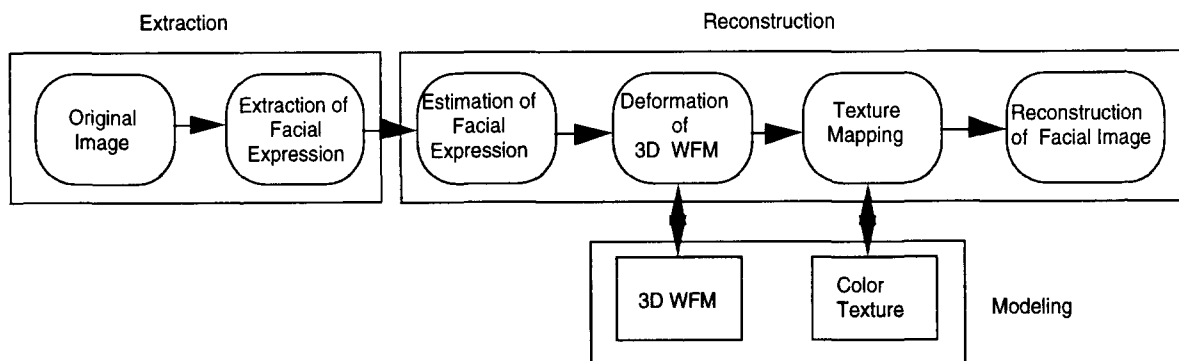 Extraction
Reconstruction
Original
Image
Extraction of
Facial
Expression
Estimation of
Facial
Expression
Deformation
of
3D WFM
Texture
Mapping
Reconstruction
of Facial Image
3D WFM
Color
Texture
Modeling